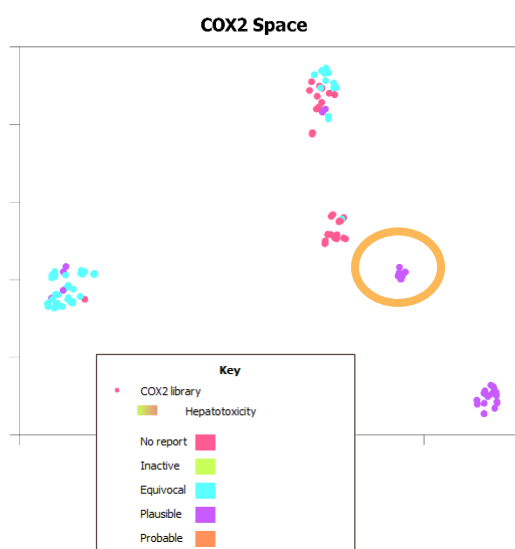 COX2 Space
Key
COX2 library
Hepatotoxicity
No report
Inactive
Equivocal
Plausible
Probable